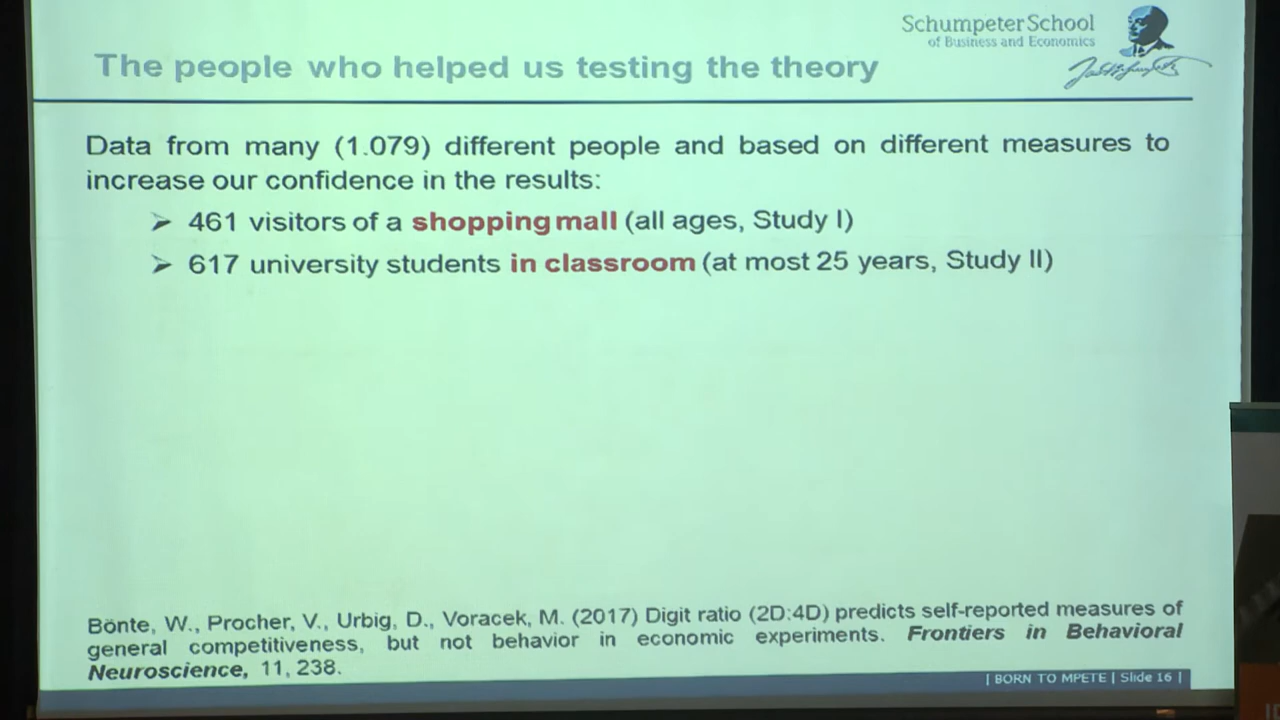 Schumpeter School
of Business and Economics
The people who helped us testing the theory
Data from many (1.079) different people and based on different measures to
increase our confidence in the results:
➢ 461 visitors of a shopping mall (all ages, Study I)
➢ 617 university students in classroom (at most 25 years, Study II)
Bönte, W., Procher, V., Urbig, D., Voracek, M. (2017) Digit ratio (2D:4D) predicts self-reported measures of
general competitiveness, but not behavior in economic experiments. Frontiers in Behavioral
Neuroscience, 11, 238.
| BORN TO MPETE | Slide 16 |